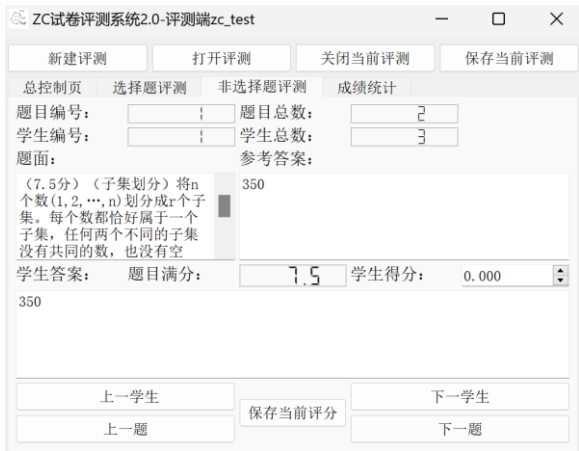 ZC试卷评测系统2.0-评测端zc_test
新建评测 打开评测 关闭当前评测 保存当前评测
总控制页 选择题评测 非选择题评测 成绩统计
题目编号: 1 题目总数: 2
学生编号: 1 学生总数: 3
题面: 参考答案:
（7.5分）（子集划分）将n
个数(1,2,…,n)划分成r个子
集。每个数都恰好属于一个
子集，任何两个不同的子集
没有共同的数，也没有空
350
学生答案: 题目满分: 7.5 学生得分: 0.000
350
上一学生 下一学生
保存当前评分
上一题 下一题